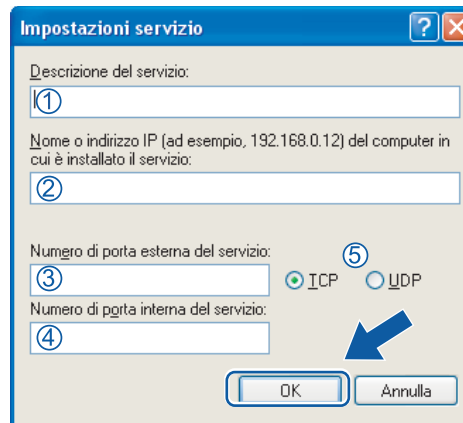 Impostazioni servizio
Descrizione del servizio:
①
Nome o indirizzo IP (ad esempio, 192.168.0.12) del computer in
cui è installato il servizio:
②
Numero di porta esterna del servizio:
③
⑤
TCP
UDP
Numero di porta interna del servizio:
④
OK
Annulla